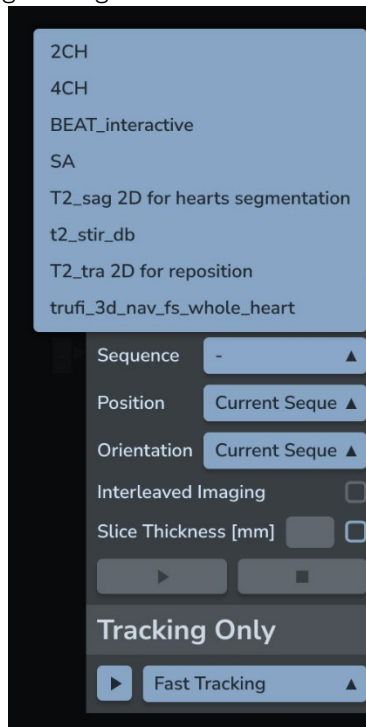 2CH
4CH
BEAT_interactive
SA
T2_sag 2D for hearts segmentation
t2_stir_db
T2_tra 2D for reposition
trufi_3d_nav_fs_whole_heart
Sequence - ▲
Position Current Seque ▲
Orientation Current Seque ▲
Interleaved Imaging
Slice Thickness [mm]
Tracking Only
Fast Tracking ▲